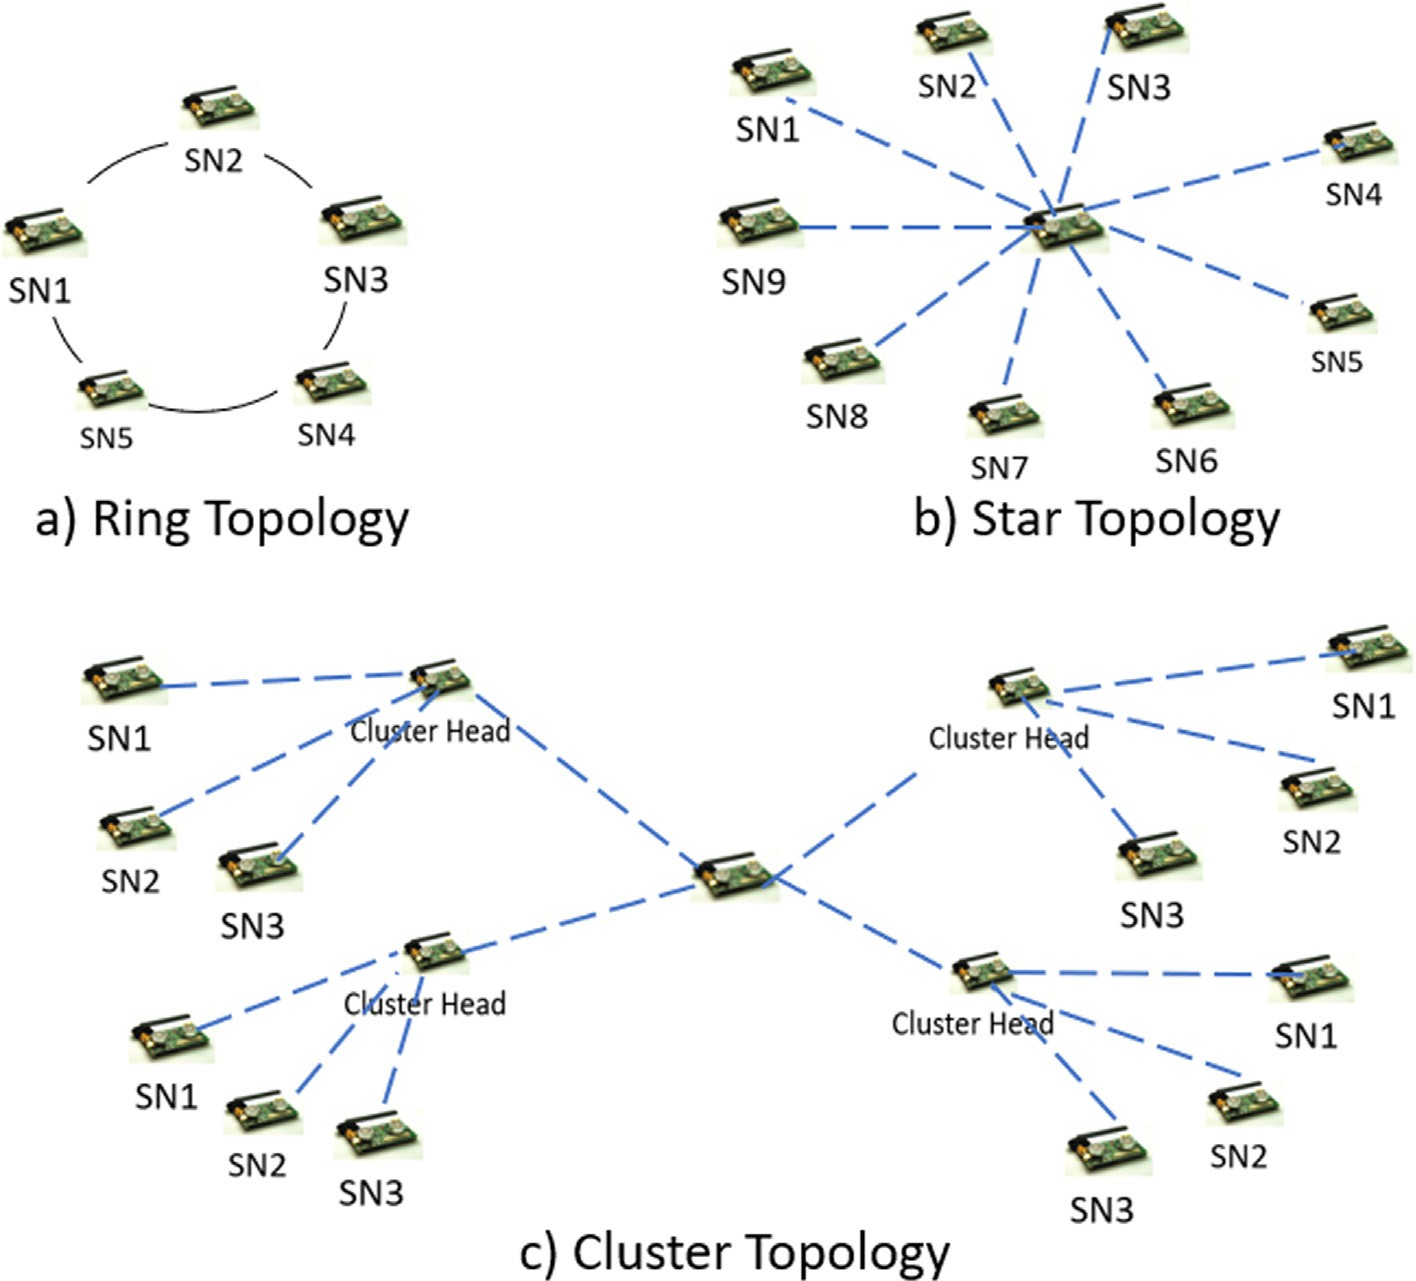 SN2
SN1
SN3
SN5
SN4
a) Ring Topology
SN2
SN3
SN1
SN4
SN9
SN5
SN8
SN7
SN6
b) Star Topology
SN1
Cluster Head
SN2
SN3
Cluster Head
SN1
SN2
SN3
Cluster Head
SN1
SN2
SN3
Cluster Head
SN1
SN2
SN3
c) Cluster Topology